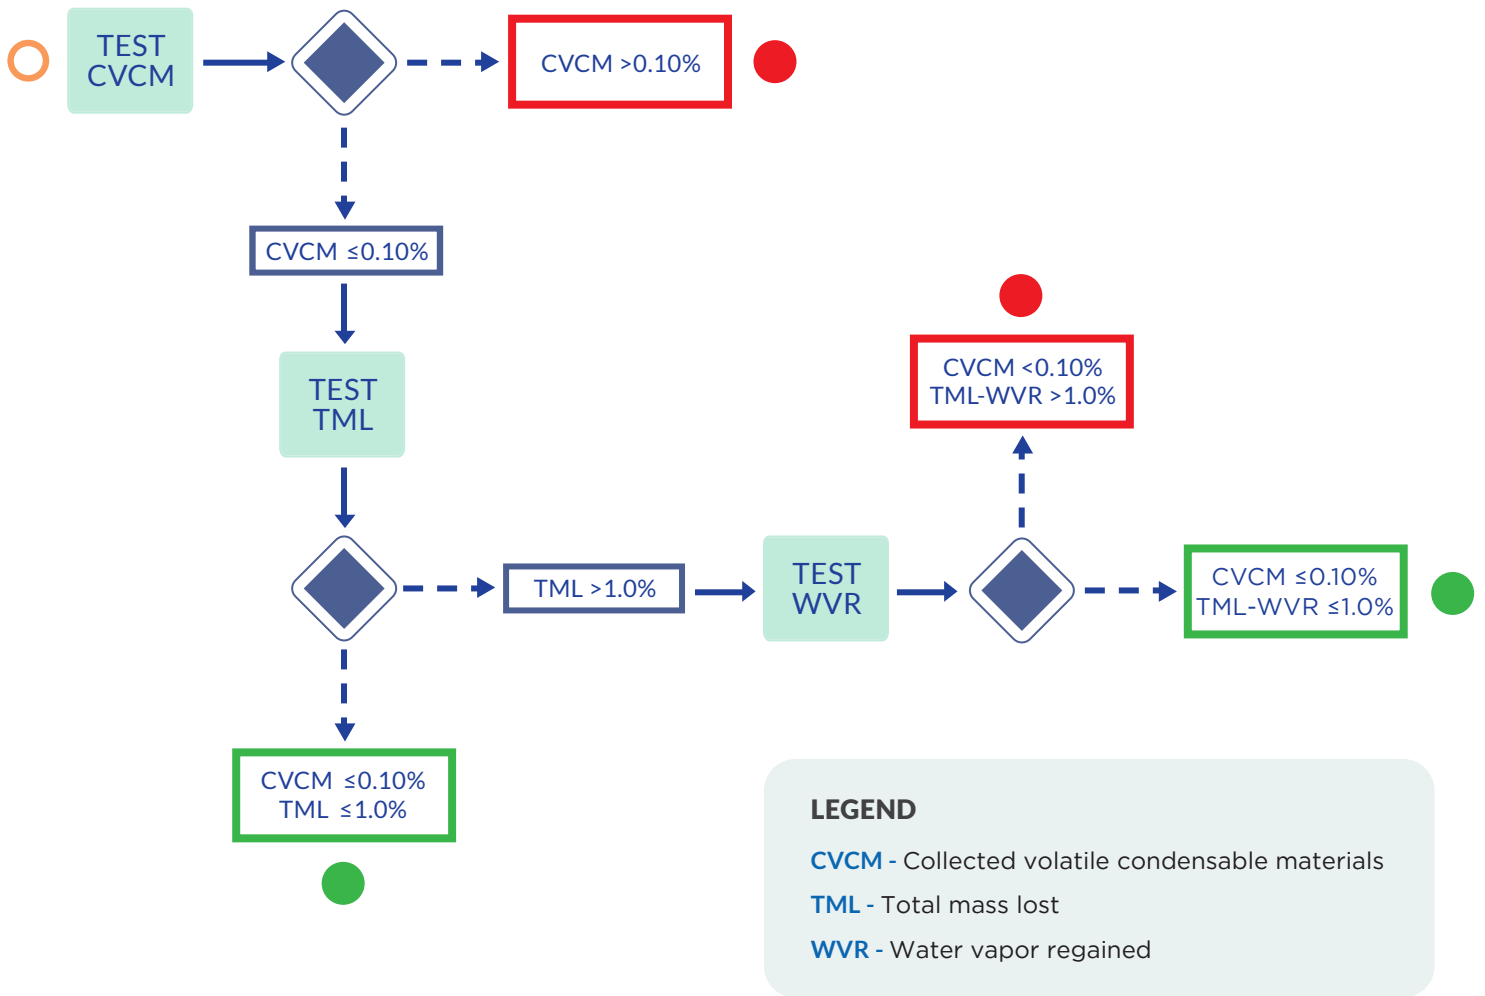 TEST
CVCM
CVCM >0.10%
CVCM ≤0.10%
TEST
TML
CVCM <0.10%
TML-WVR >1.0%
TML >1.0%
TEST
WVR
CVCM ≤0.10%
TML-WVR ≤1.0%
CVCM ≤0.10%
TML ≤1.0%
LEGEND
CVCM - Collected volatile condensable materials
TML - Total mass lost
WVR - Water vapor regained